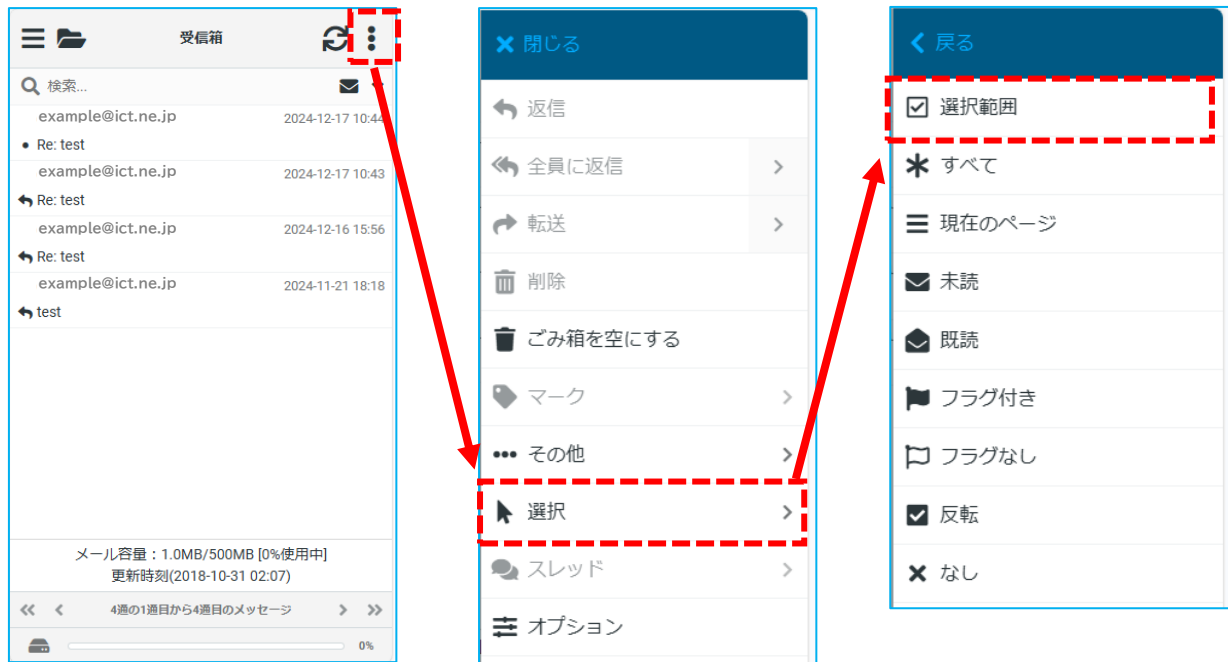 受信箱
検索...
example@ict.ne.jp 2024-12-17 10:44
Re: test
example@ict.ne.jp 2024-12-17 10:43
Re: test
example@ict.ne.jp 2024-12-16 15:56
Re: test
example@ict.ne.jp 2024-11-21 18:18
test
メール容量：1.0MB/500MB [0%使用中]
更新時刻(2018-10-31 02:07)
4通の1通目から4通目のメッセージ
0%
閉じる
返信
全員に返信
転送
削除
ごみ箱を空にする
マーク
その他
選択
スレッド
オプション
戻る
選択範囲
すべて
現在のページ
未読
既読
フラグ付き
フラグなし
反転
なし